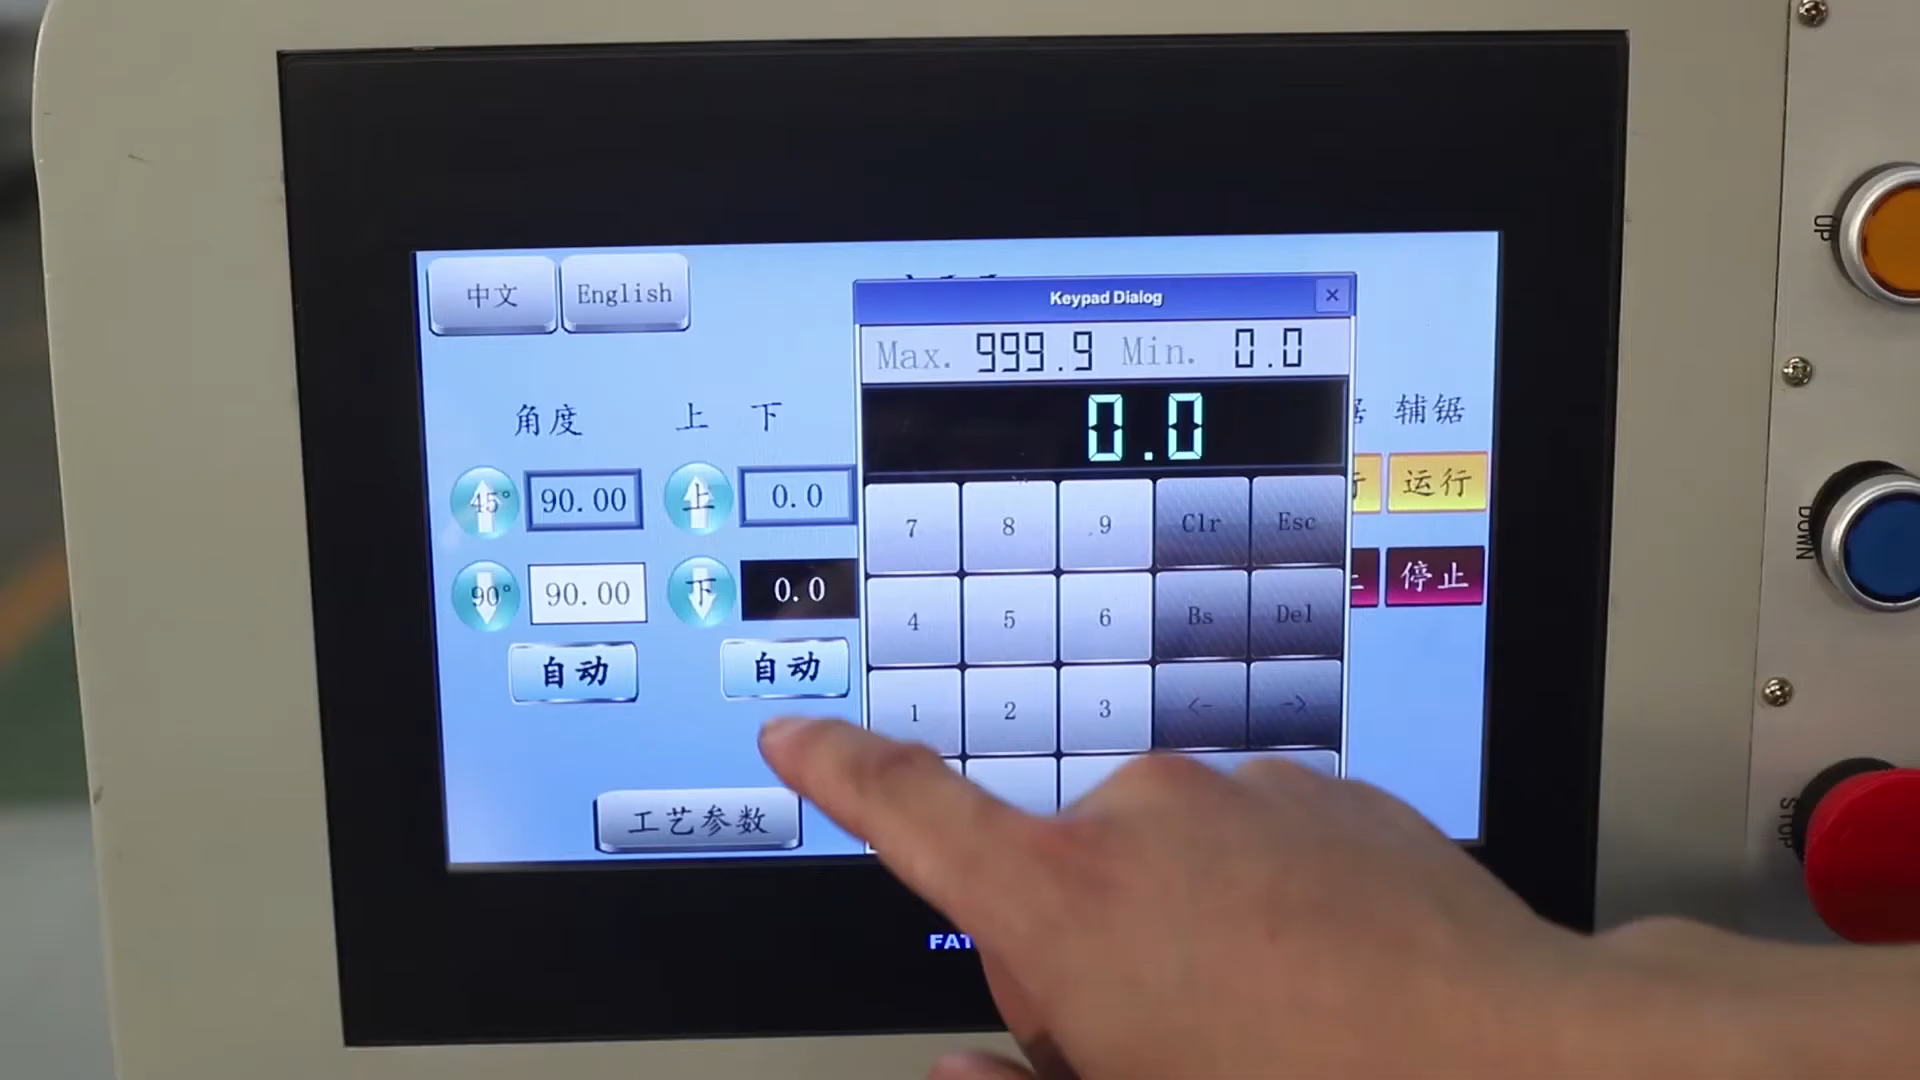 中文 English
Keypad Dialog ×
Max. 999.9 Min. 0.0
0.0
角度 上 下 辅锯
45° 90.00 上 0.0 7 8 9 Clr Esc 运行
90° 90.00 下 0.0 4 5 6 Bs Del 停止
自动 自动 1 2 3 <- ->
工艺参数
FAT
UP
DOWN
STOP